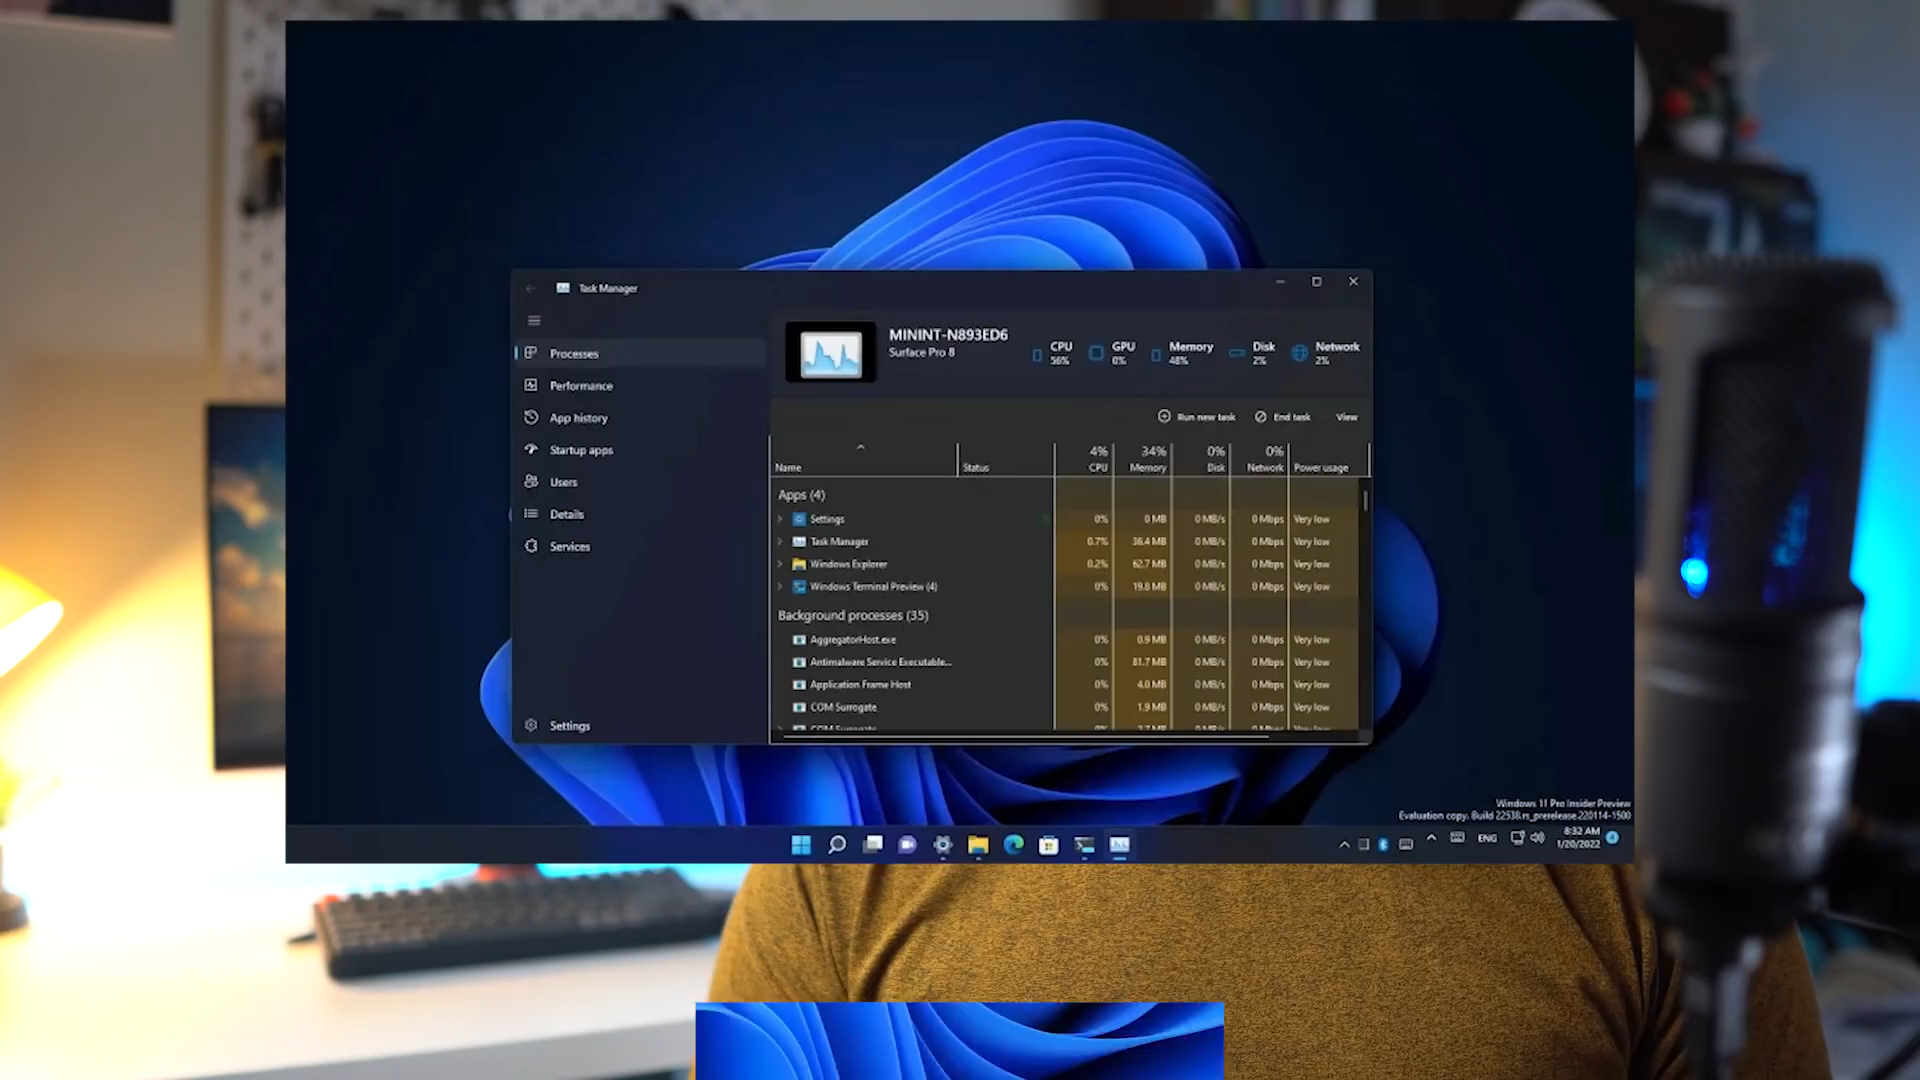 Task Manager
MININT-N893ED6
Surface Pro 8
CPU
56%
GPU
0%
Memory
48%
Disk
2%
Network
2%
Processes
Performance
App history
Startup apps
Users
Details
Services
Settings
Run new task
End task
View
4%
34%
0%
0%
Name
Status
CPU
Memory
Disk
Network
Power usage
Apps (4)
Settings 0% 0 MB 0 MB/s 0 Mbps Very low
Task Manager 0.7% 36.4 MB 0 MB/s 0 Mbps Very low
Windows Explorer 0.2% 62.7 MB 0 MB/s 0 Mbps Very low
Windows Terminal Preview (4) 0% 19.8 MB 0 MB/s 0 Mbps Very low
Background processes (35)
AggregatorHost.exe 0% 0.9 MB 0 MB/s 0 Mbps Very low
Antimalware Service Executable... 0% 81.7 MB 0 MB/s 0 Mbps Very low
Application Frame Host 0% 4.0 MB 0 MB/s 0 Mbps Very low
COM Surrogate 0% 1.9 MB 0 MB/s 0 Mbps Very low
COM Surrogate
Windows 11 Pro Insider Preview
Evaluation copy. Build 22538.rs_prerelease.220114-1500
ENG
8:32 AM
1/20/2022
4